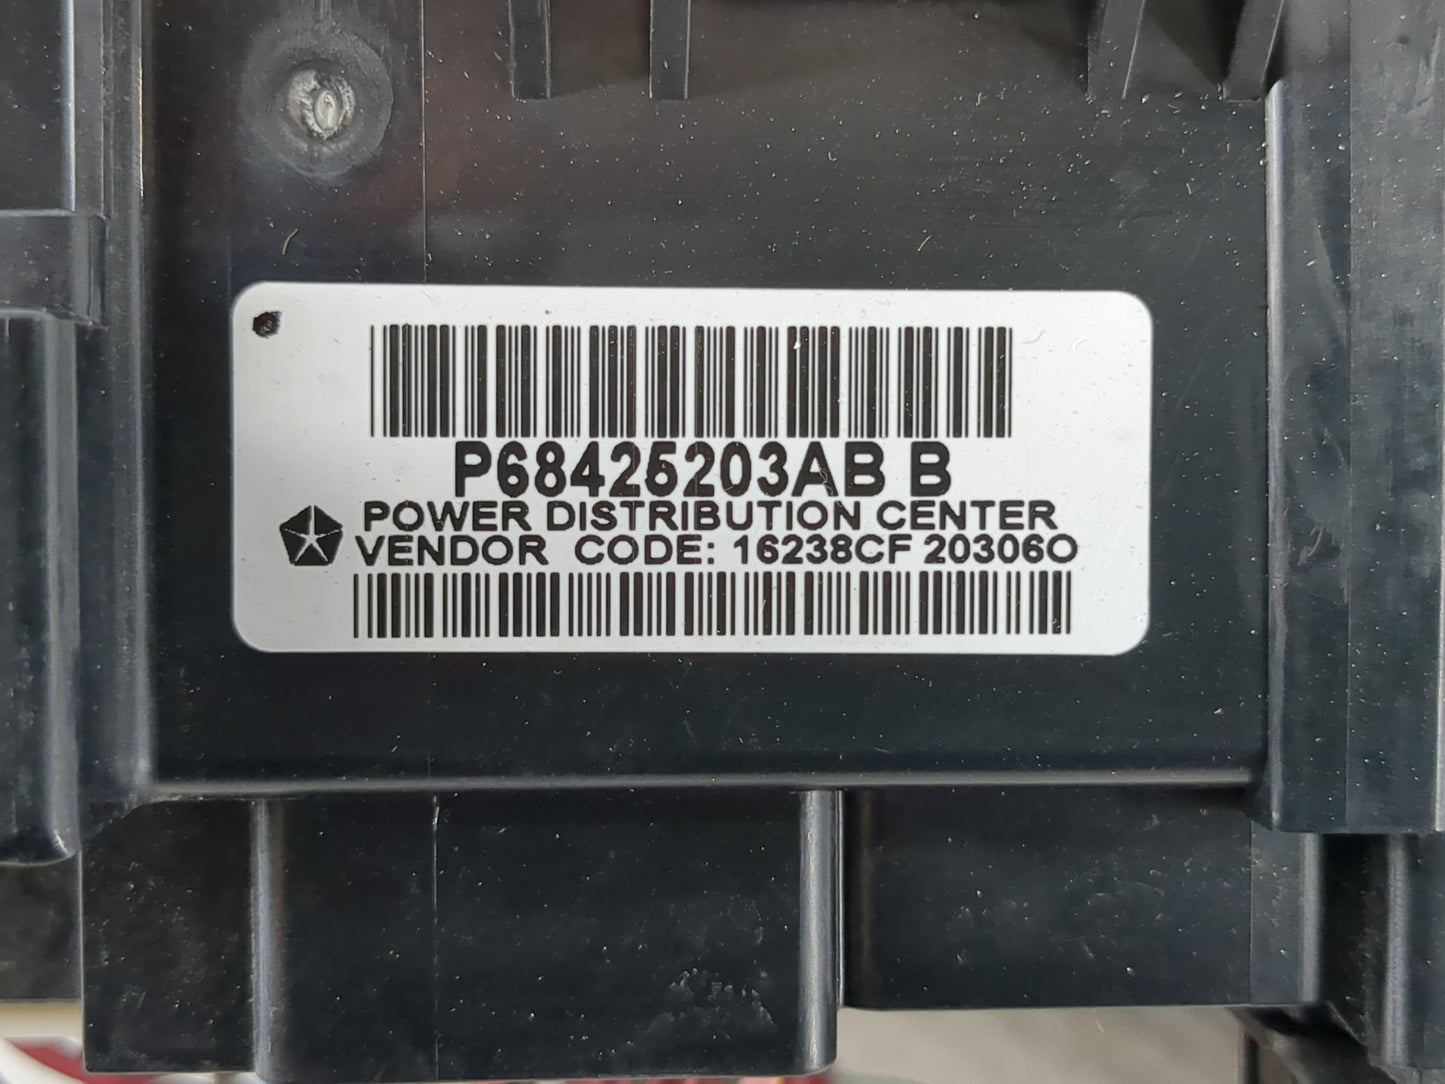 P68425203AB B
POWER DISTRIBUTION CENTER
VENDOR CODE: 16238CF 20306O